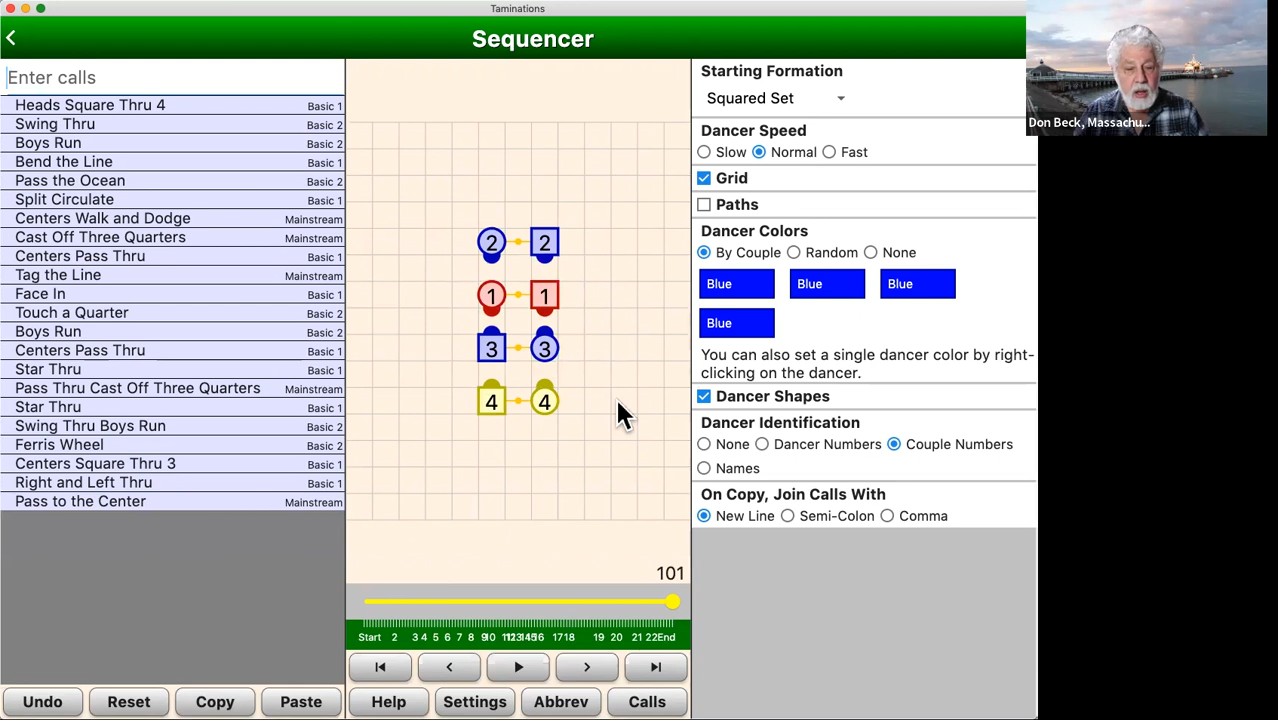 Taminations
Sequencer
Enter calls
Heads Square Thru 4 Basic 1
Swing Thru Basic 2
Boys Run Basic 2
Bend the Line Basic 1
Pass the Ocean Basic 2
Split Circulate Basic 1
Centers Walk and Dodge Mainstream
Cast Off Three Quarters Mainstream
Centers Pass Thru Basic 1
Tag the Line Mainstream
Face In Basic 1
Touch a Quarter Basic 2
Boys Run Basic 2
Centers Pass Thru Basic 1
Star Thru Basic 1
Pass Thru Cast Off Three Quarters Mainstream
Star Thru Basic 1
Swing Thru Boys Run Basic 2
Ferris Wheel Basic 2
Centers Square Thru 3 Basic 1
Right and Left Thru Basic 1
Pass to the Center Mainstream
Undo Reset Copy Paste
2 2
1 1
3 3
4 4
101
Start 2 3 4 5 6 7 8 9 10 16 17 18 19 20 21 22 End
Help Settings Abbrev Calls
Starting Formation
Squared Set
Dancer Speed
Slow Normal Fast
Grid
Paths
Dancer Colors
By Couple Random None
Blue Blue Blue
Blue
You can also set a single dancer color by right-
clicking on the dancer.
Dancer Shapes
Dancer Identification
None Dancer Numbers Couple Numbers
Names
On Copy, Join Calls With
New Line Semi-Colon Comma
Don Beck, Massachu...